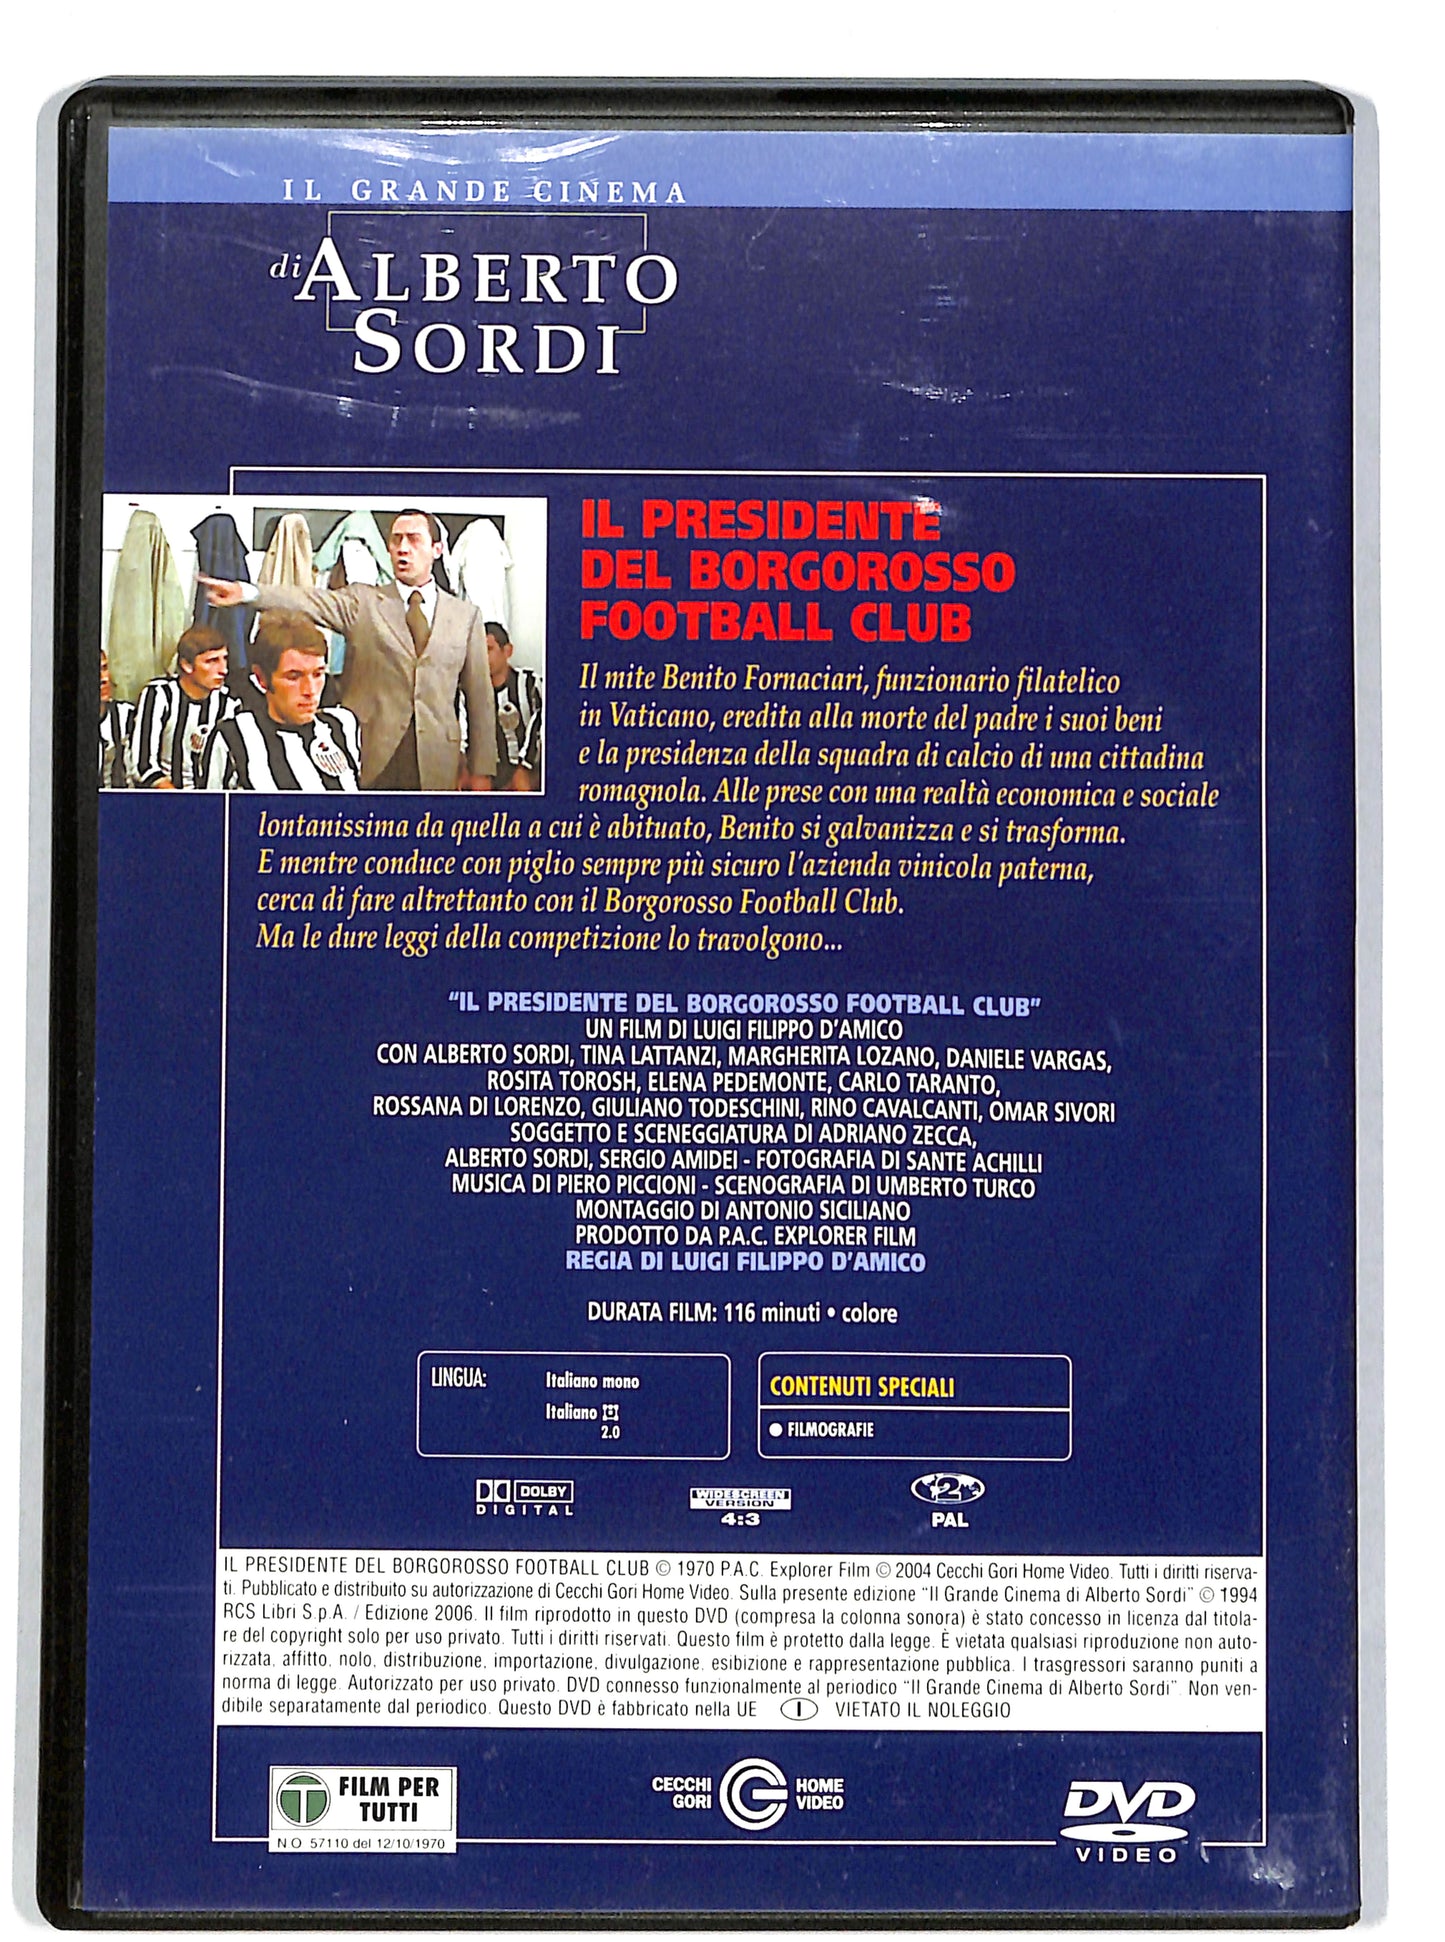 IL GRANDE CINEMA
di ALBERTO
SORDI
IL PRESIDENTE
DEL BORGOROSSO
FOOTBALL CLUB
Il mite Benito Fornaciari, funzionario filatelico
in Vaticano, eredita alla morte del padre i suoi beni
e la presidenza della squadra di calcio di una cittadina
romagnola. Alle prese con una realtà economica e sociale
lontanissima da quella a cui è abituato, Benito si galvanizza e si trasforma.
E mentre conduce con piglio sempre più sicuro l'azienda vinicola paterna,
cerca di fare altrettanto con il Borgorosso Football Club.
Ma le dure leggi della competizione lo travolgono...
"IL PRESIDENTE DEL BORGOROSSO FOOTBALL CLUB"
UN FILM DI LUIGI FILIPPO D'AMICO
CON ALBERTO SORDI, TINA LATTANZI, MARGHERITA LOZANO, DANIELE VARGAS,
ROSITA TOROSH, ELENA PEDEMONTE, CARLO TARANTO,
ROSSANA DI LORENZO, GIULIANO TODESCHINI, RINO CAVALCANTI, OMAR SIVORI
SOGGETTO E SCENEGGIATURA DI ADRIANO ZECCA,
ALBERTO SORDI, SERGIO AMIDEI - FOTOGRAFIA DI SANTE ACHILLI
MUSICA DI PIERO PICCIONI - SCENOGRAFIA DI UMBERTO TURCO
MONTAGGIO DI ANTONIO SICILIANO
PRODOTTO DA P.A.C. EXPLORER FILM
REGIA DI LUIGI FILIPPO D'AMICO
DURATA FILM: 116 minuti • colore
LINGUA: Italiano mono
Italiano
2.0
CONTENUTI SPECIALI
● FILMOGRAFIE
DOLBY
DIGITAL
WIDESCREEN
VERSION
4:3
2
PAL
IL PRESIDENTE DEL BORGOROSSO FOOTBALL CLUB © 1970 P.A.C. Explorer Film © 2004 Cecchi Gori Home Video. Tutti i diritti riserva-
ti. Pubblicato e distribuito su autorizzazione di Cecchi Gori Home Video. Sulla presente edizione "Il Grande Cinema di Alberto Sordi" © 1994
RCS Libri S.p.A. / Edizione 2006. Il film riprodotto in questo DVD (compresa la colonna sonora) è stato concesso in licenza dal titola-
re del copyright solo per uso privato. Tutti i diritti riservati. Questo film è protetto dalla legge. È vietata qualsiasi riproduzione non auto-
rizzata, affitto, nolo, distribuzione, importazione, divulgazione, esibizione e rappresentazione pubblica. I trasgressori saranno puniti a
norma di legge. Autorizzato per uso privato. DVD connesso funzionalmente al periodico "Il Grande Cinema di Alberto Sordi". Non ven-
dibile separatamente dal periodico. Questo DVD è fabbricato nella UE I VIETATO IL NOLEGGIO
T FILM PER
TUTTI
N.O. 57110 del 12/10/1970
CECCHI GORI
HOME VIDEO
DVD
VIDEO